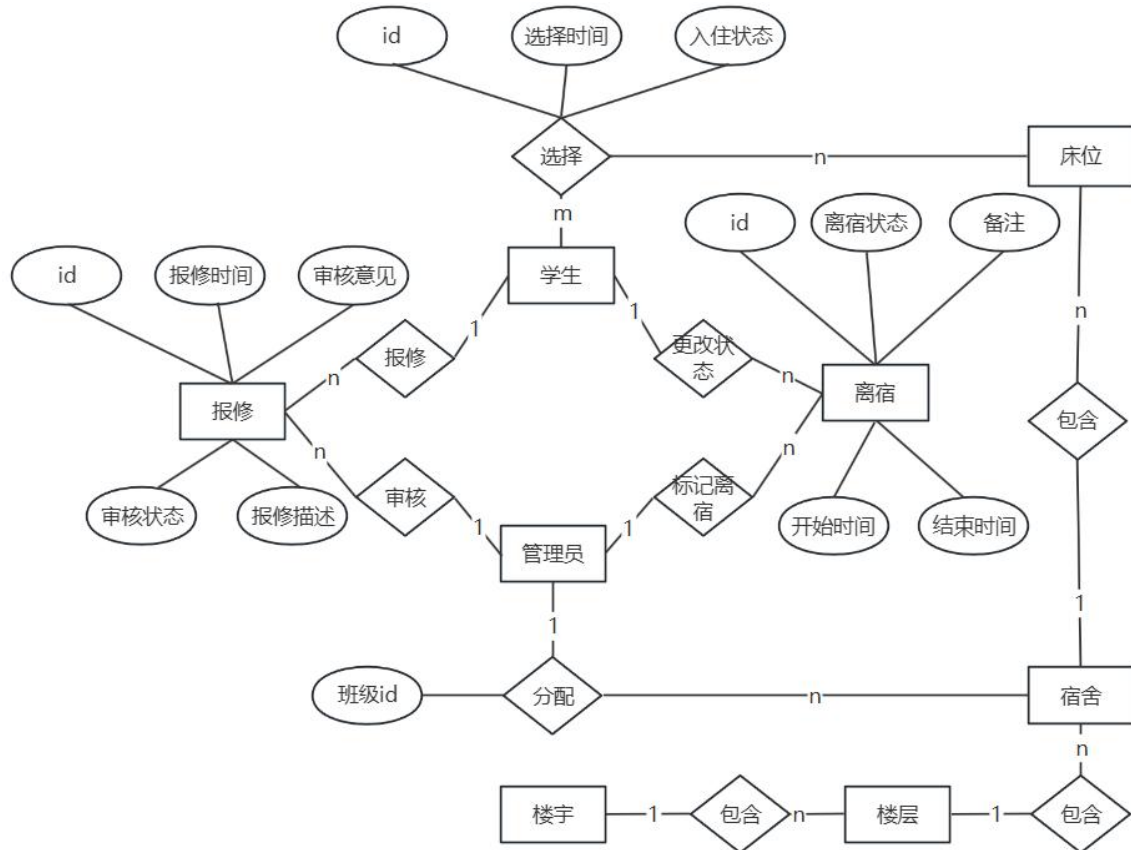 id
选择时间
入住状态
选择
n
床位
m
id
离宿状态
备注
学生
id
报修时间
审核意见
1
1
n
报修
更改状
态
n
n
报修
离宿
包含
n
n
审核状态
报修描述
审核
标记离
宿
开始时间
结束时间
1
1
管理员
1
1
班级id
分配
n
宿舍
n
楼宇
1
包含
n
楼层
1
包含